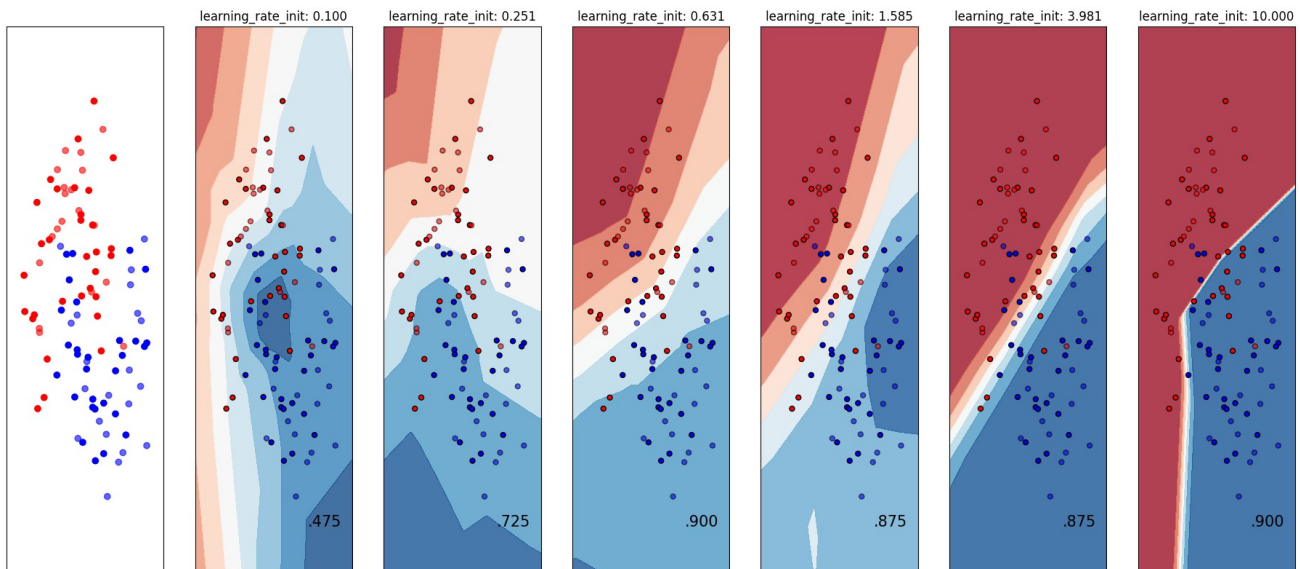 learning_rate_init: 0.100
learning_rate_init: 0.251
learning_rate_init: 0.631
learning_rate_init: 1.585
learning_rate_init: 3.981
learning_rate_init: 10.000
.475
.725
.900
.875
.875
.900